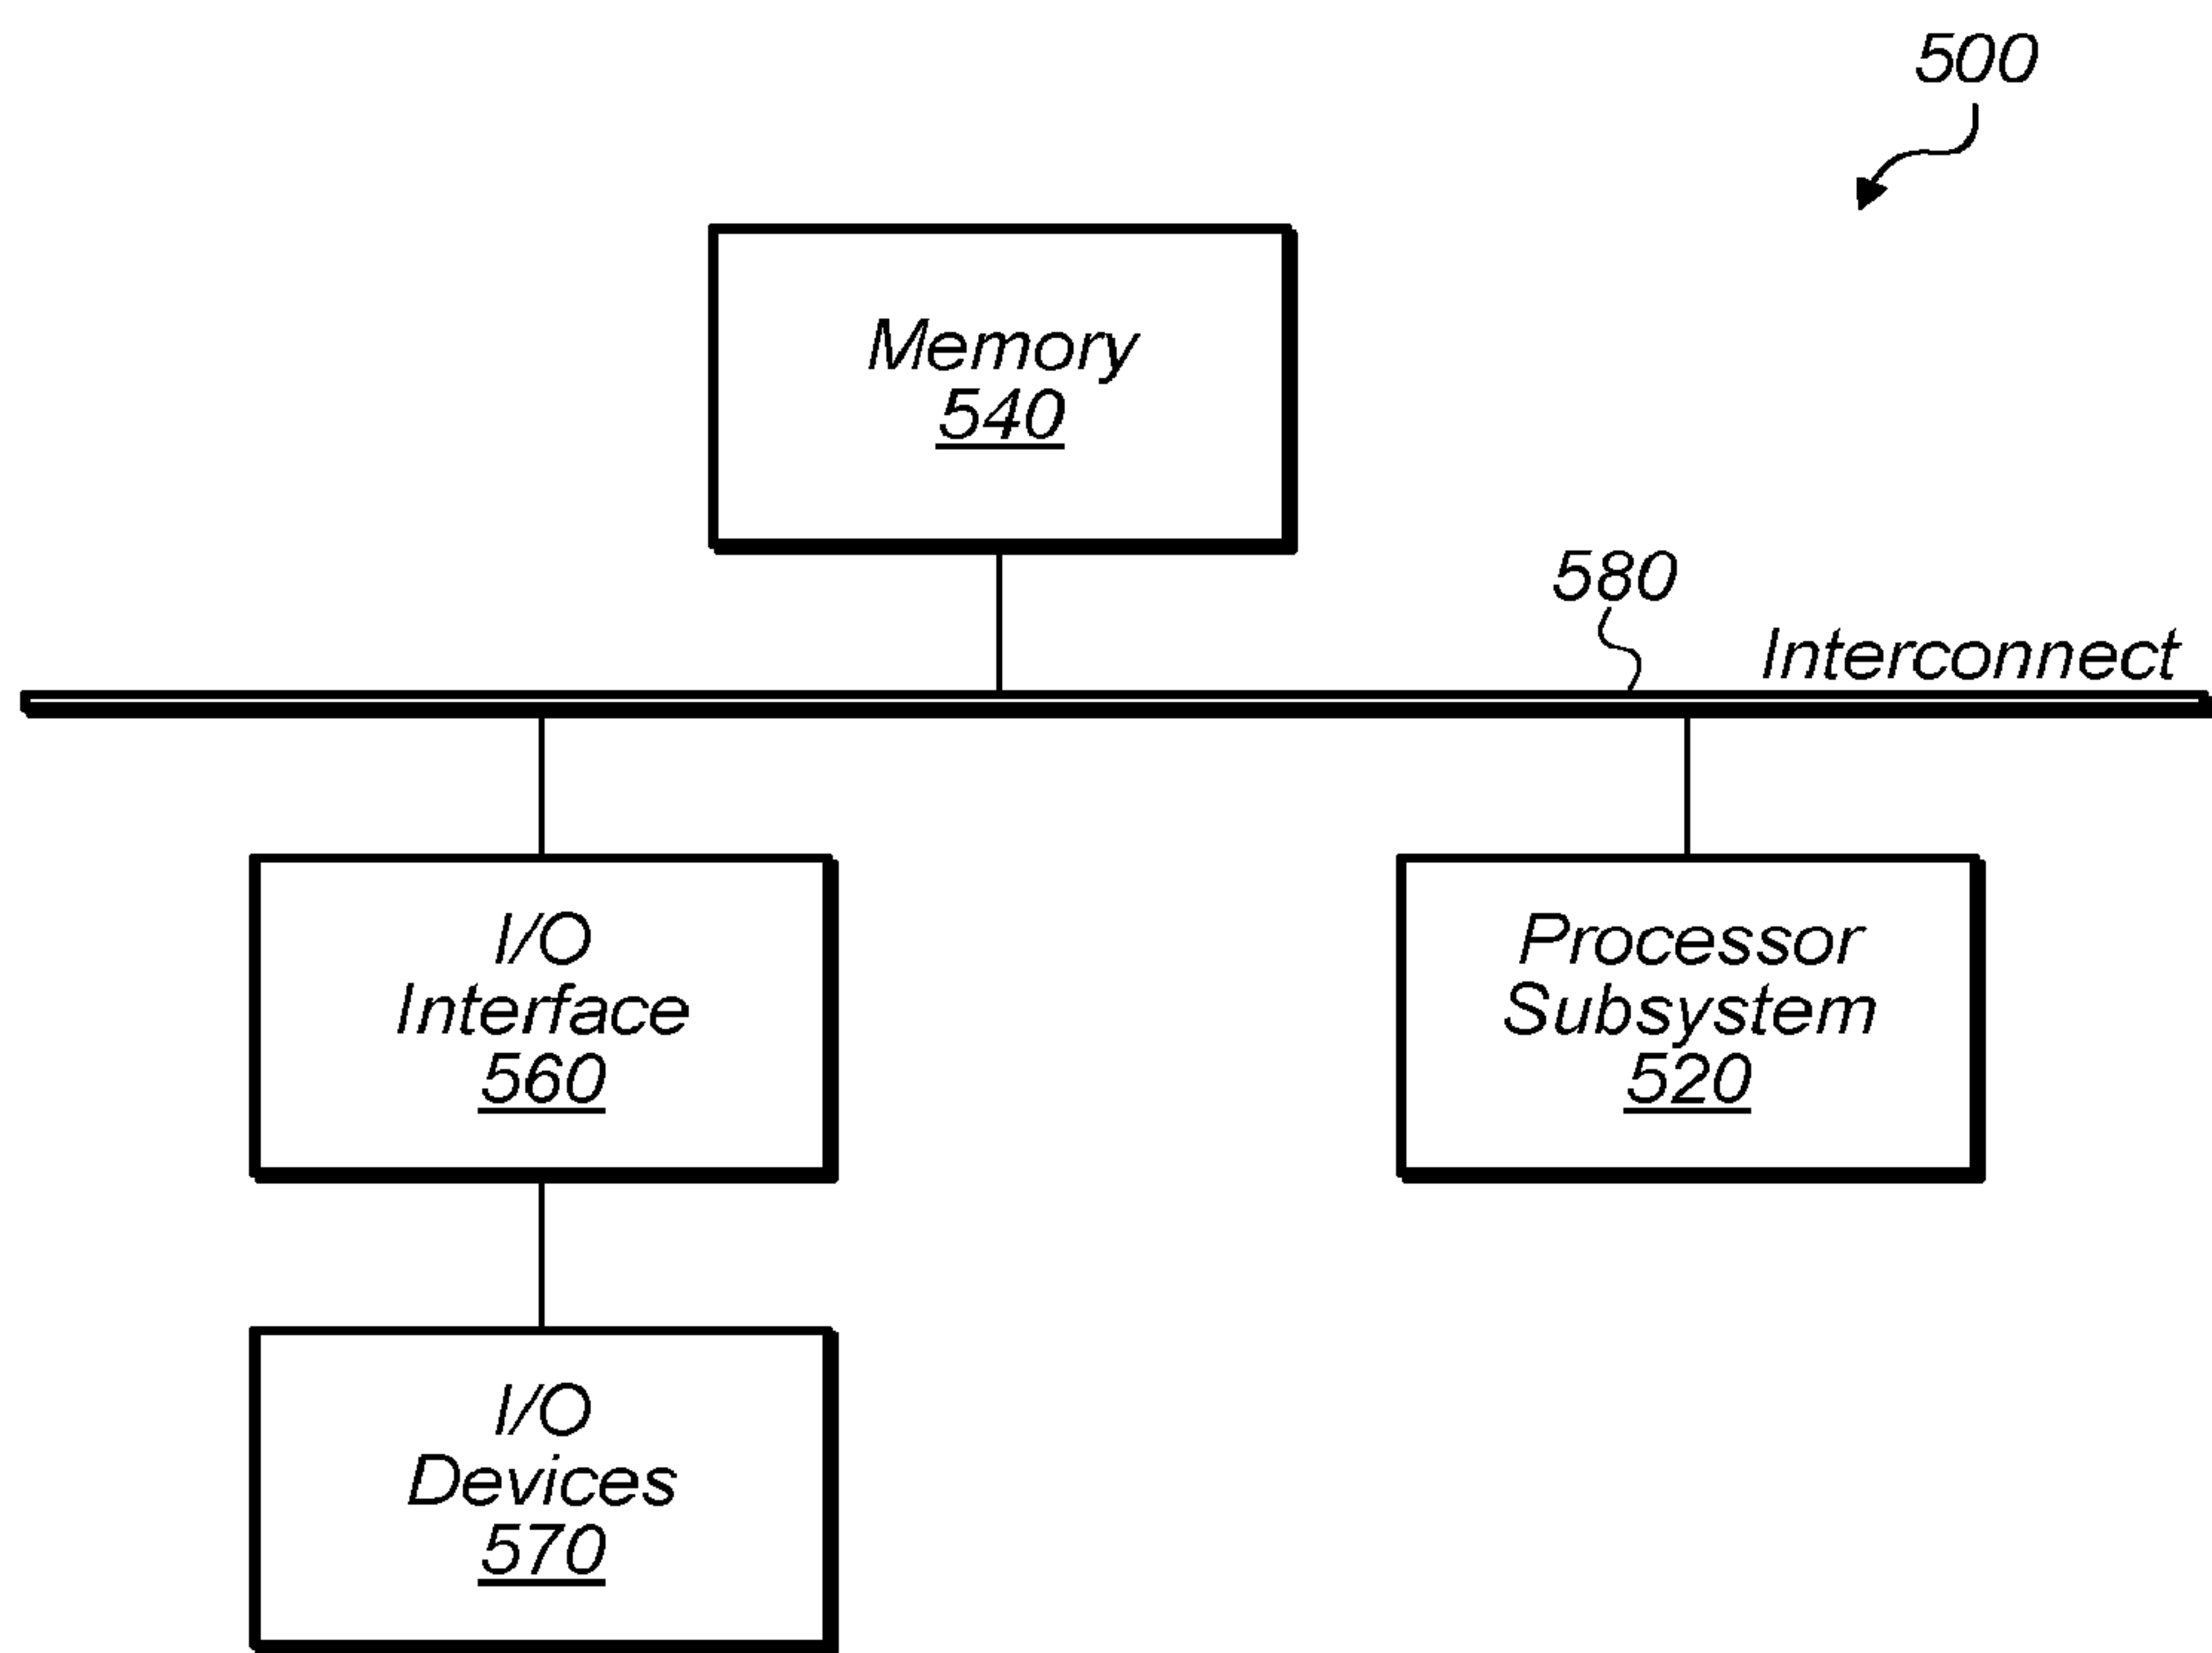 500
Memory
540
580
Interconnect
I/O
Interface
560
Processor
Subsystem
520
I/O
Devices
570